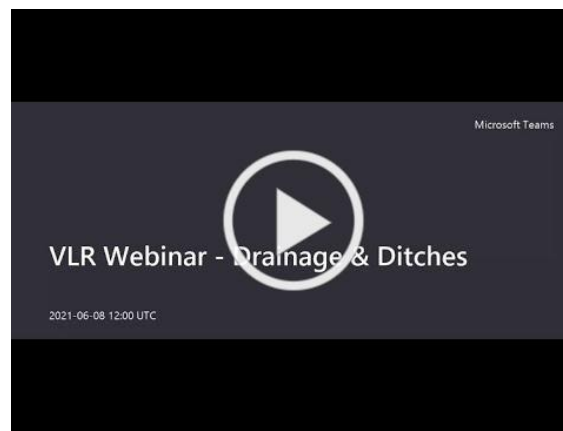 Microsoft Teams
VLR Webinar - Drainage & Ditches
2021-06-08 12:00 UTC